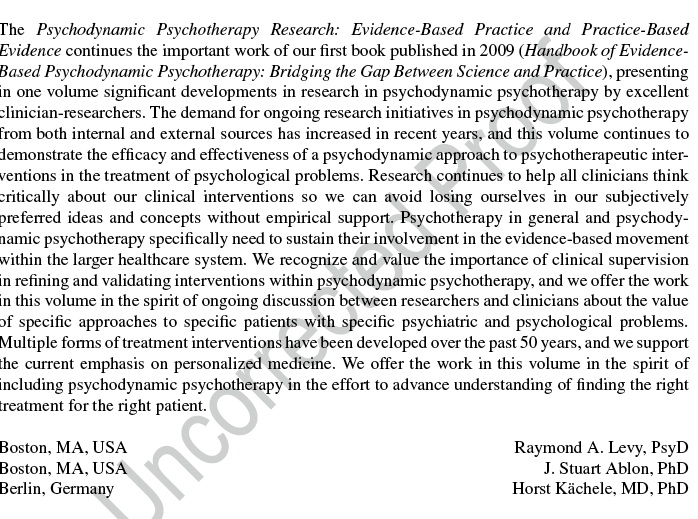 The Psychodynamic Psychotherapy Research: Evidence-Based Practice and Practice-Based
Evidence continues the important work of our first book published in 2009 (Handbook of Evidence-
Based Psychodynamic Psychotherapy: Bridging the Gap Between Science and Practice), presenting
in one volume significant developments in research in psychodynamic psychotherapy by excellent
clinician-researchers. The demand for ongoing research initiatives in psychodynamic psychotherapy
from both internal and external sources has increased in recent years, and this volume continues to
demonstrate the efficacy and effectiveness of a psychodynamic approach to psychotherapeutic inter-
ventions in the treatment of psychological problems. Research continues to help all clinicians think
critically about our clinical interventions so we can avoid losing ourselves in our subjectively
preferred ideas and concepts without empirical support. Psychotherapy in general and psychody-
namic psychotherapy specifically need to sustain their involvement in the evidence-based movement
within the larger healthcare system. We recognize and value the importance of clinical supervision
in refining and validating interventions within psychodynamic psychotherapy, and we offer the work
in this volume in the spirit of ongoing discussion between researchers and clinicians about the value
of specific approaches to specific patients with specific psychiatric and psychological problems.
Multiple forms of treatment interventions have been developed over the past 50 years, and we support
the current emphasis on personalized medicine. We offer the work in this volume in the spirit of
including psychodynamic psychotherapy in the effort to advance understanding of finding the right
treatment for the right patient.
Boston, MA, USA Raymond A. Levy, PsyD
Boston, MA, USA J. Stuart Ablon, PhD
Berlin, Germany Horst Kächele, MD, PhD
Uncorrected Proof